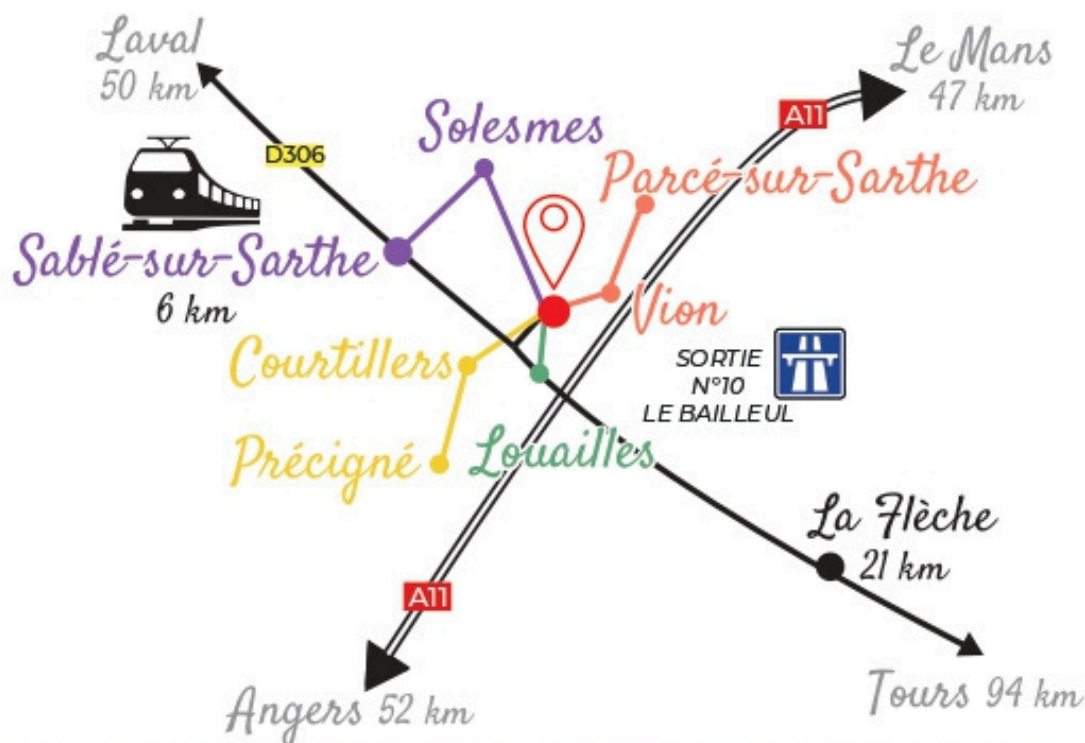 Laval
50 km
Le Mans
47 km
A11
Solesmes
D306
Parcé-sur-Sarthe
Sablé-sur-Sarthe
6 km
Vion
Courtillers
SORTIE
N°10
LE BAILLEUL
Précigné
Louailles
La Flèche
21 km
A11
Angers 52 km
Tours 94 km